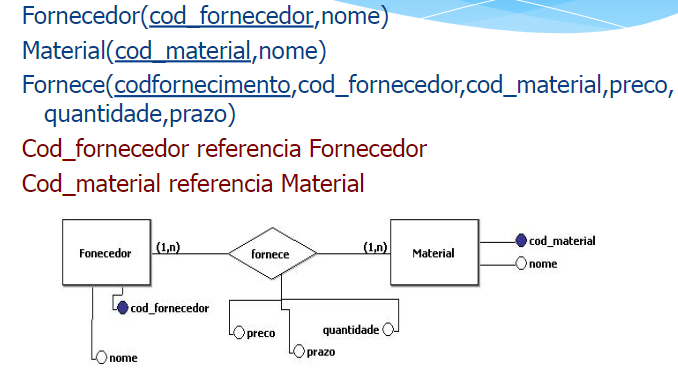 Fornecedor(cod_fornecedor,nome)
Material(cod_material,nome)
Fornece(codfornecimento,cod_fornecedor,cod_material,preco,
quantidade,prazo)
Cod_fornecedor referencia Fornecedor
Cod_material referencia Material
Fonecedor (1,n) fornece (1,n) Material
cod_material
nome
cod_fornecedor
preco
quantidade
prazo
nome